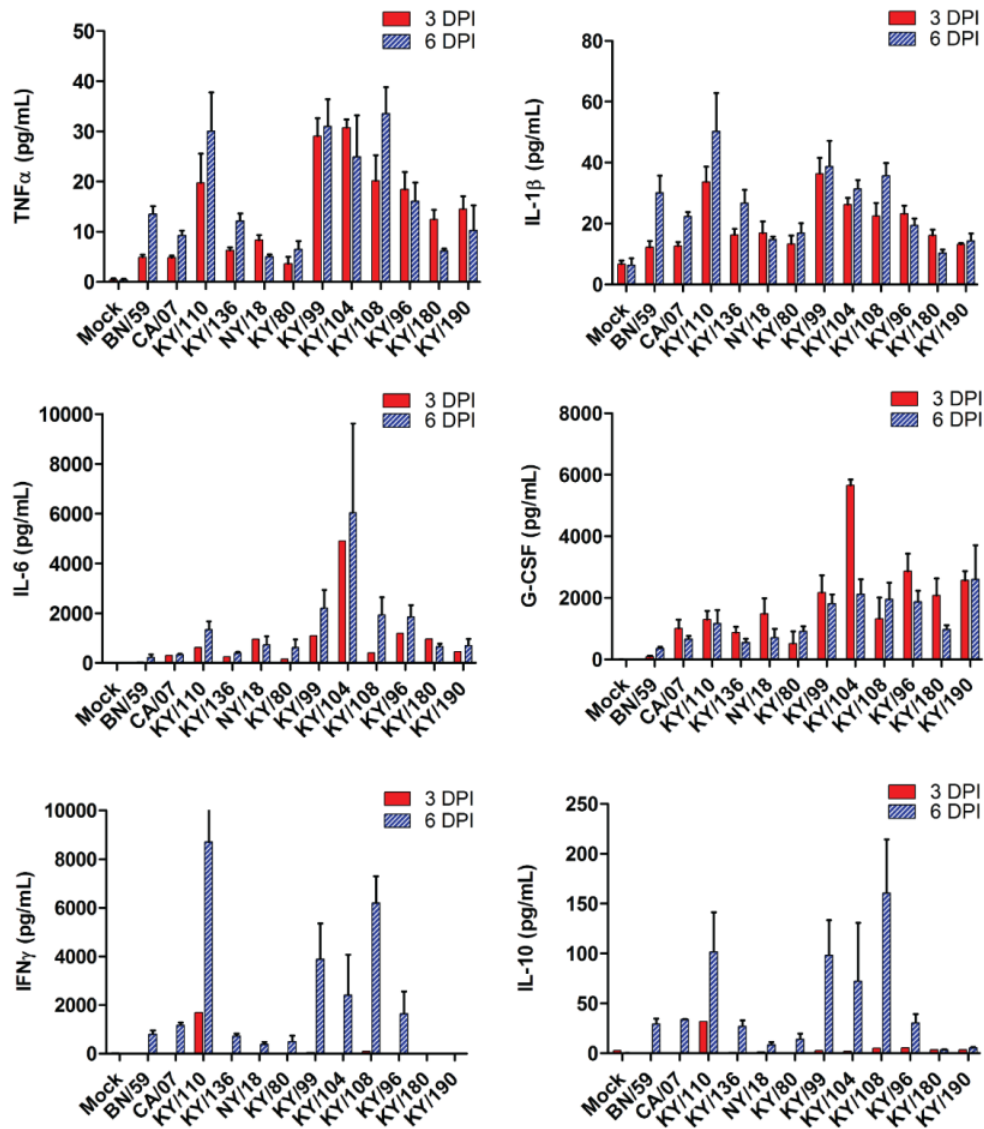 3 DPI
6 DPI
TNFα (pg/mL)
50
40
30
20
10
0
Mock
BN/59
CA/07
KY/110
KY/136
NY/18
KY/80
KY/99
KY/104
KY/108
KY/96
KY/180
KY/190
3 DPI
6 DPI
IL-1β (pg/mL)
80
60
40
20
0
Mock
BN/59
CA/07
KY/110
KY/136
NY/18
KY/80
KY/99
KY/104
KY/108
KY/96
KY/180
KY/190
3 DPI
6 DPI
IL-6 (pg/mL)
10000
8000
6000
4000
2000
0
Mock
BN/59
CA/07
KY/110
KY/136
NY/18
KY/80
KY/99
KY/104
KY/108
KY/96
KY/180
KY/190
3 DPI
6 DPI
G-CSF (pg/mL)
8000
6000
4000
2000
0
Mock
BN/59
CA/07
KY/110
KY/136
NY/18
KY/80
KY/99
KY/104
KY/108
KY/96
KY/180
KY/190
3 DPI
6 DPI
IFNγ (pg/mL)
10000
8000
6000
4000
2000
0
Mock
BN/59
CA/07
KY/110
KY/136
NY/18
KY/80
KY/99
KY/104
KY/108
KY/96
KY/180
KY/190
3 DPI
6 DPI
IL-10 (pg/mL)
250
200
150
100
50
0
Mock
BN/59
CA/07
KY/110
KY/136
NY/18
KY/80
KY/99
KY/104
KY/108
KY/96
KY/180
KY/190